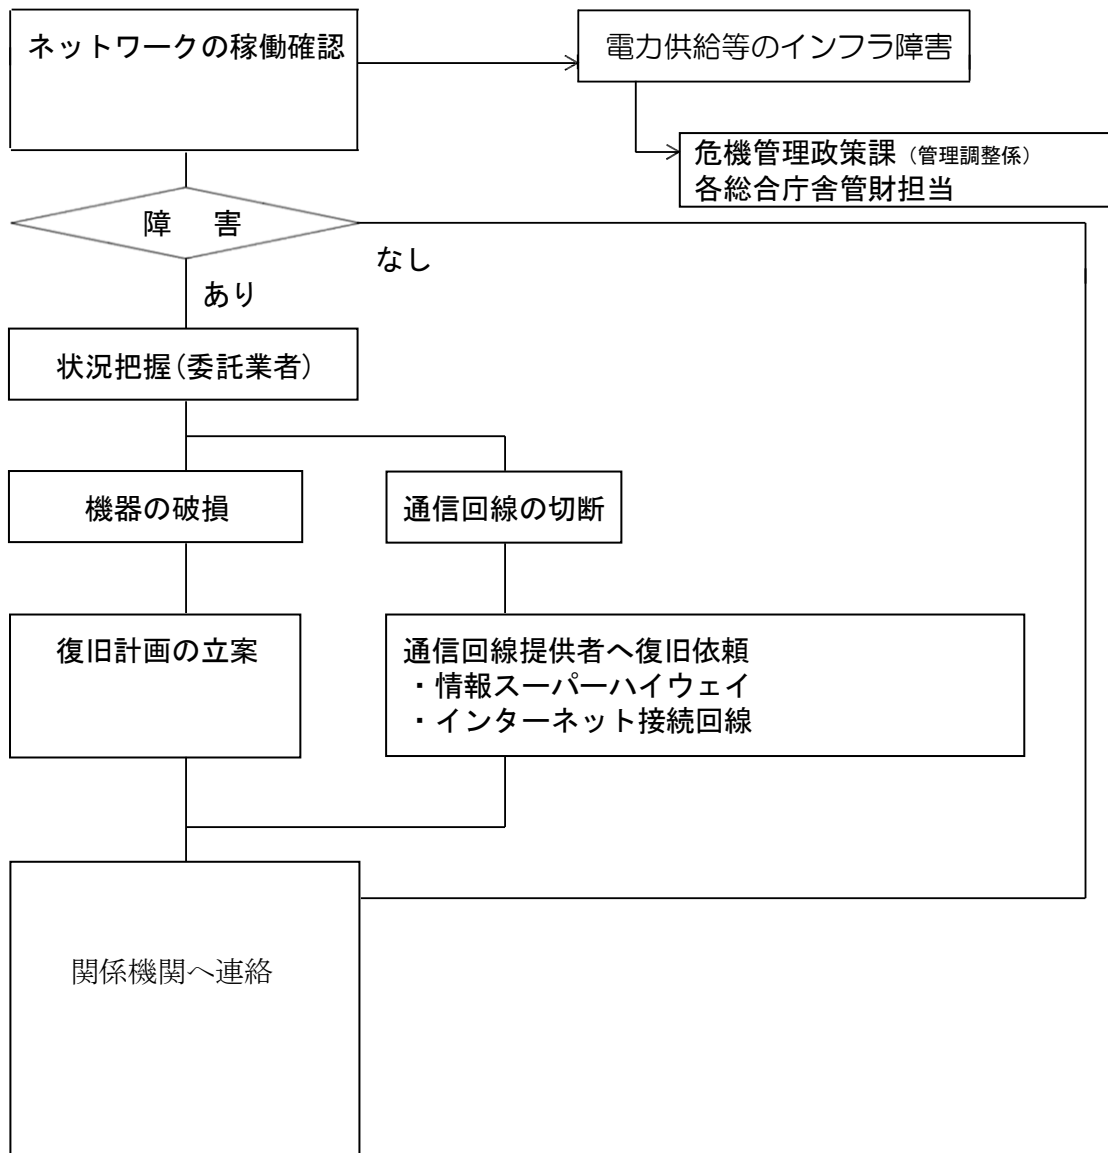 ネットワークの稼働確認
電力供給等のインフラ障害
危機管理政策課（管理調整係）
各総合庁舎管財担当
障　害
なし
あり
状況把握（委託業者）
機器の破損
通信回線の切断
復旧計画の立案
通信回線提供者へ復旧依頼
・情報スーパーハイウェイ
・インターネット接続回線
関係機関へ連絡